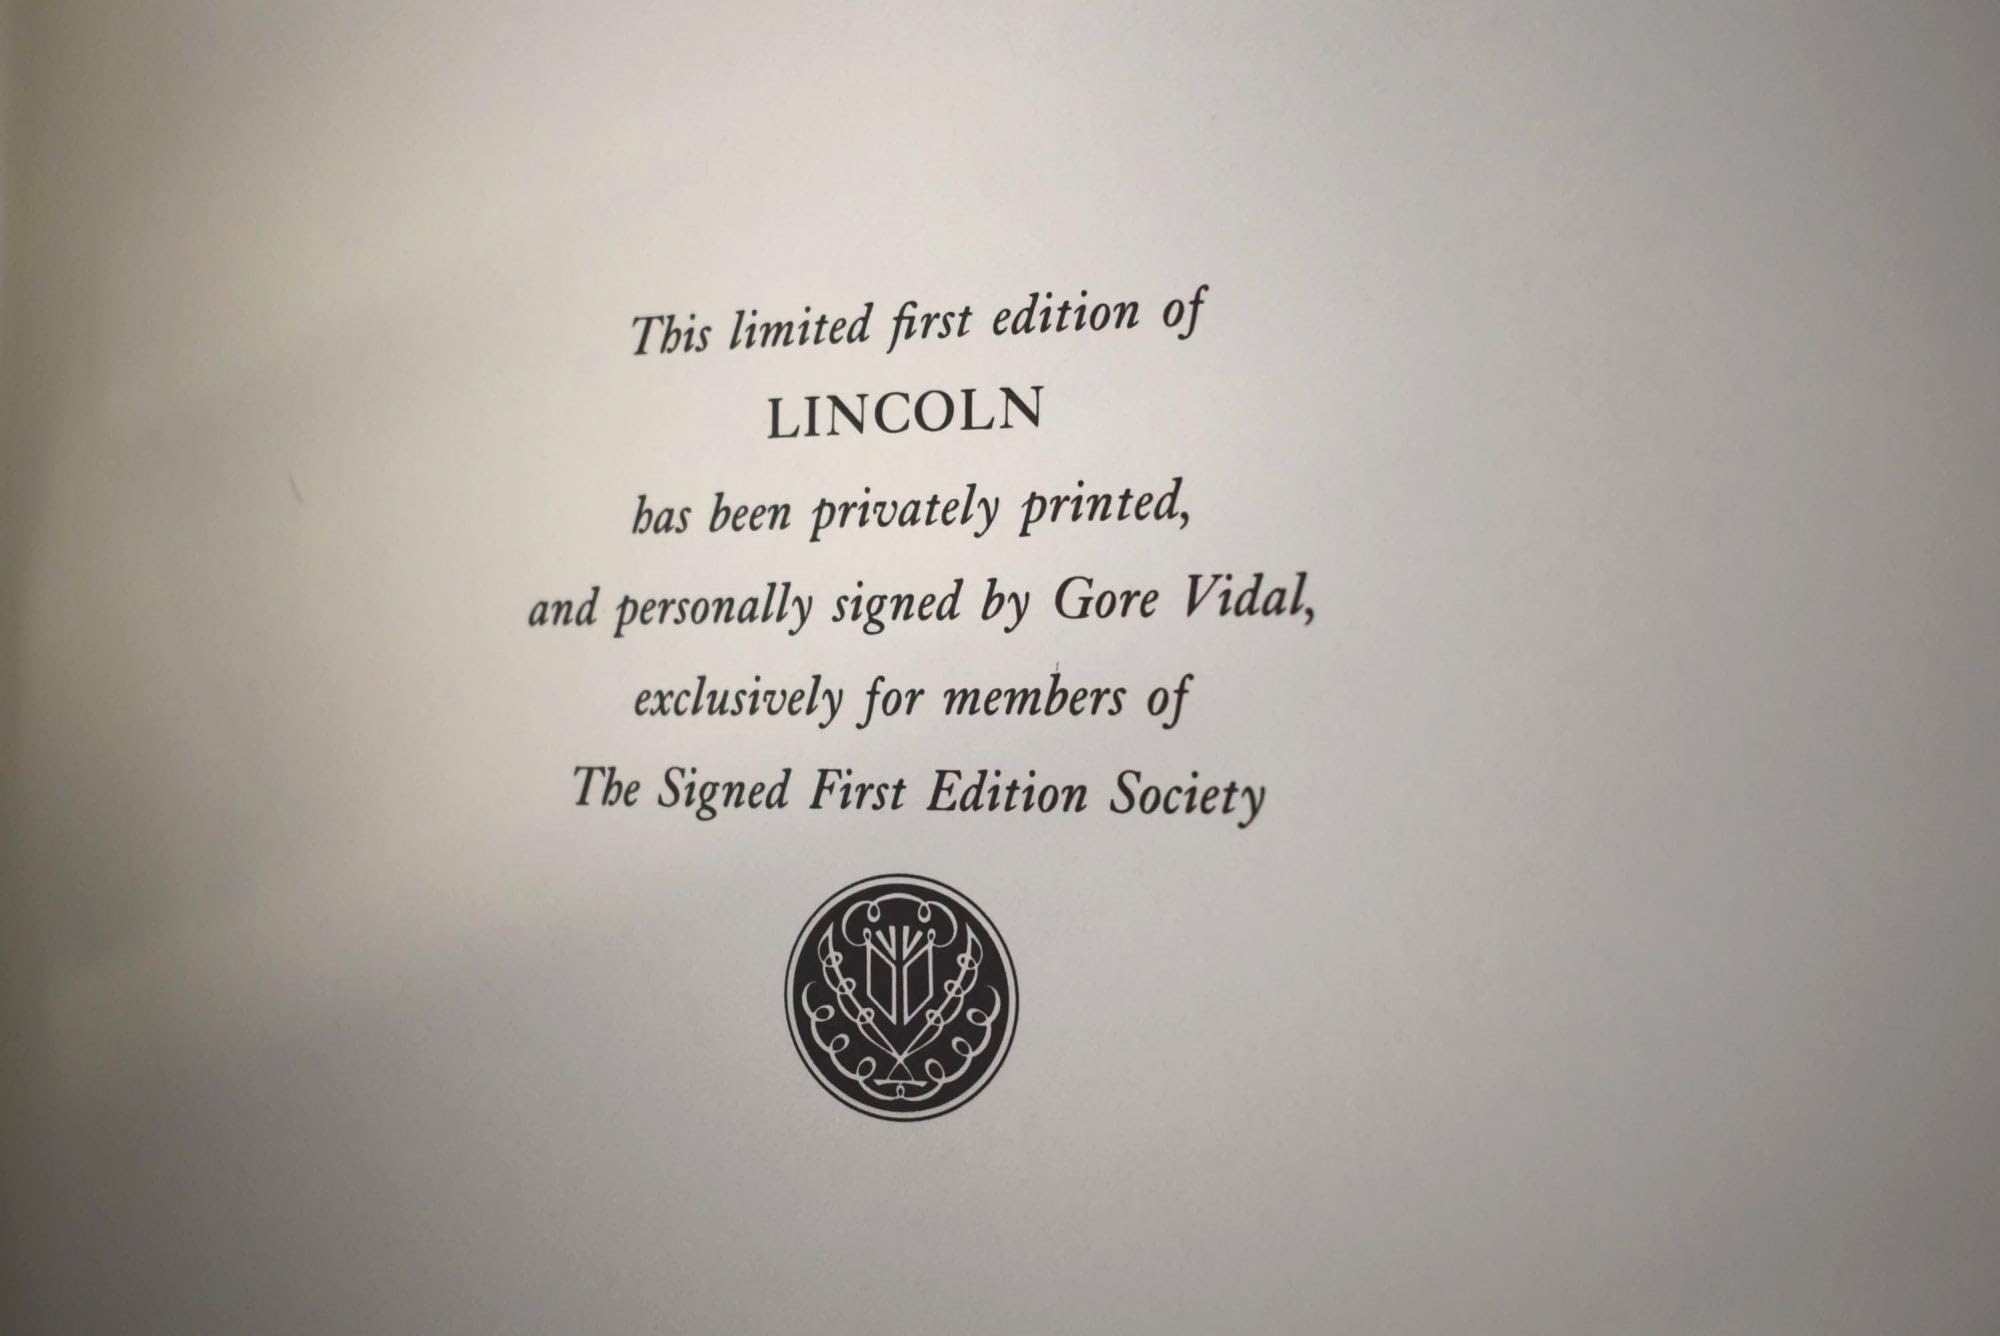 This limited first edition of
LINCOLN
has been privately printed,
and personally signed by Gore Vidal,
exclusively for members of
The Signed First Edition Society